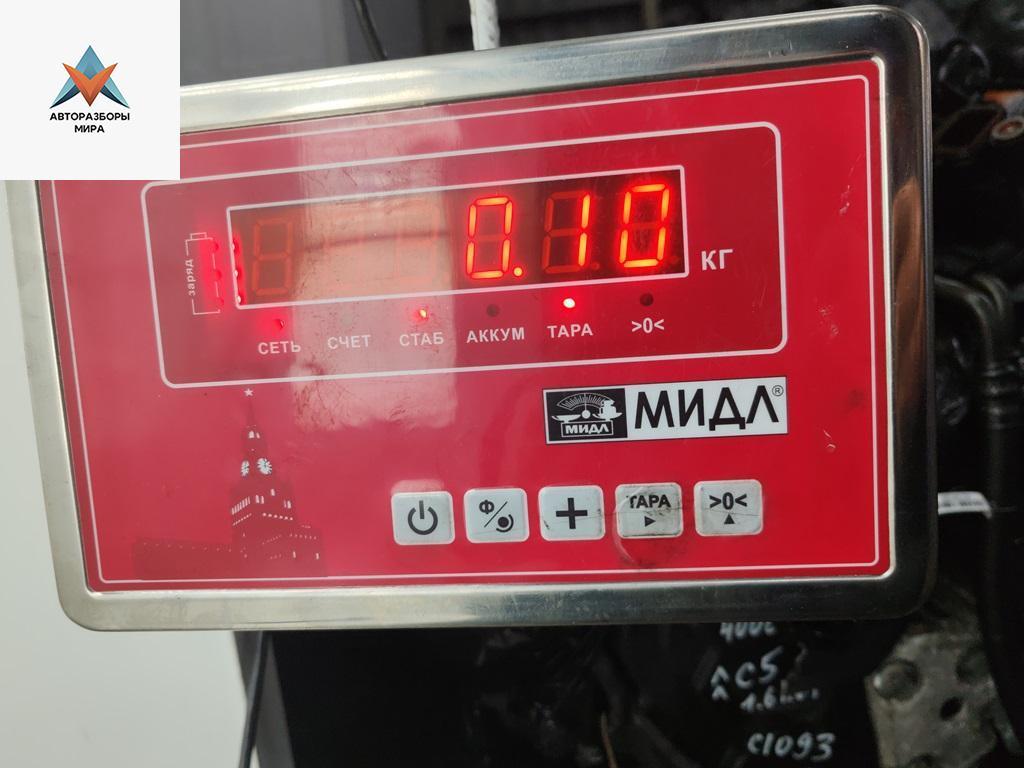 АВТОРАЗБОРЫ
МИРА
заряд
0.10 КГ
СЕТЬ СЧЕТ СТАБ АККУМ ТАРА >0<
МИДЛ МИДЛ®
Ф/ + ТАРА >0<
C5
1.6
C1093